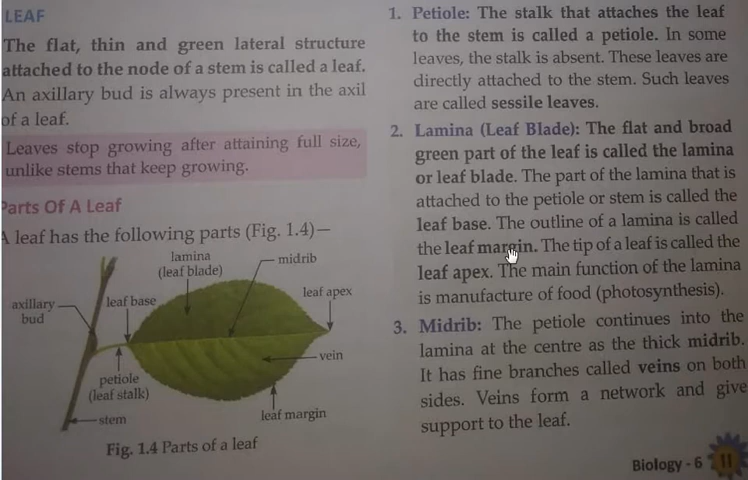 LEAF
The flat, thin and green lateral structure
attached to the node of a stem is called a leaf.
An axillary bud is always present in the axil
of a leaf.
Leaves stop growing after attaining full size,
unlike stems that keep growing.
Parts Of A Leaf
A leaf has the following parts (Fig. 1.4)—
lamina
(leaf blade)
midrib
axillary
bud
leaf base
leaf apex
vein
petiole
(leaf stalk)
stem
leaf margin
Fig. 1.4 Parts of a leaf
1. Petiole: The stalk that attaches the leaf
to the stem is called a petiole. In some
leaves, the stalk is absent. These leaves are
directly attached to the stem. Such leaves
are called sessile leaves.
2. Lamina (Leaf Blade): The flat and broad
green part of the leaf is called the lamina
or leaf blade. The part of the lamina that is
attached to the petiole or stem is called the
leaf base. The outline of a lamina is called
the leaf margin. The tip of a leaf is called the
leaf apex. The main function of the lamina
is manufacture of food (photosynthesis).
3. Midrib: The petiole continues into the
lamina at the centre as the thick midrib.
It has fine branches called veins on both
sides. Veins form a network and give
support to the leaf.
Biology - 6
11